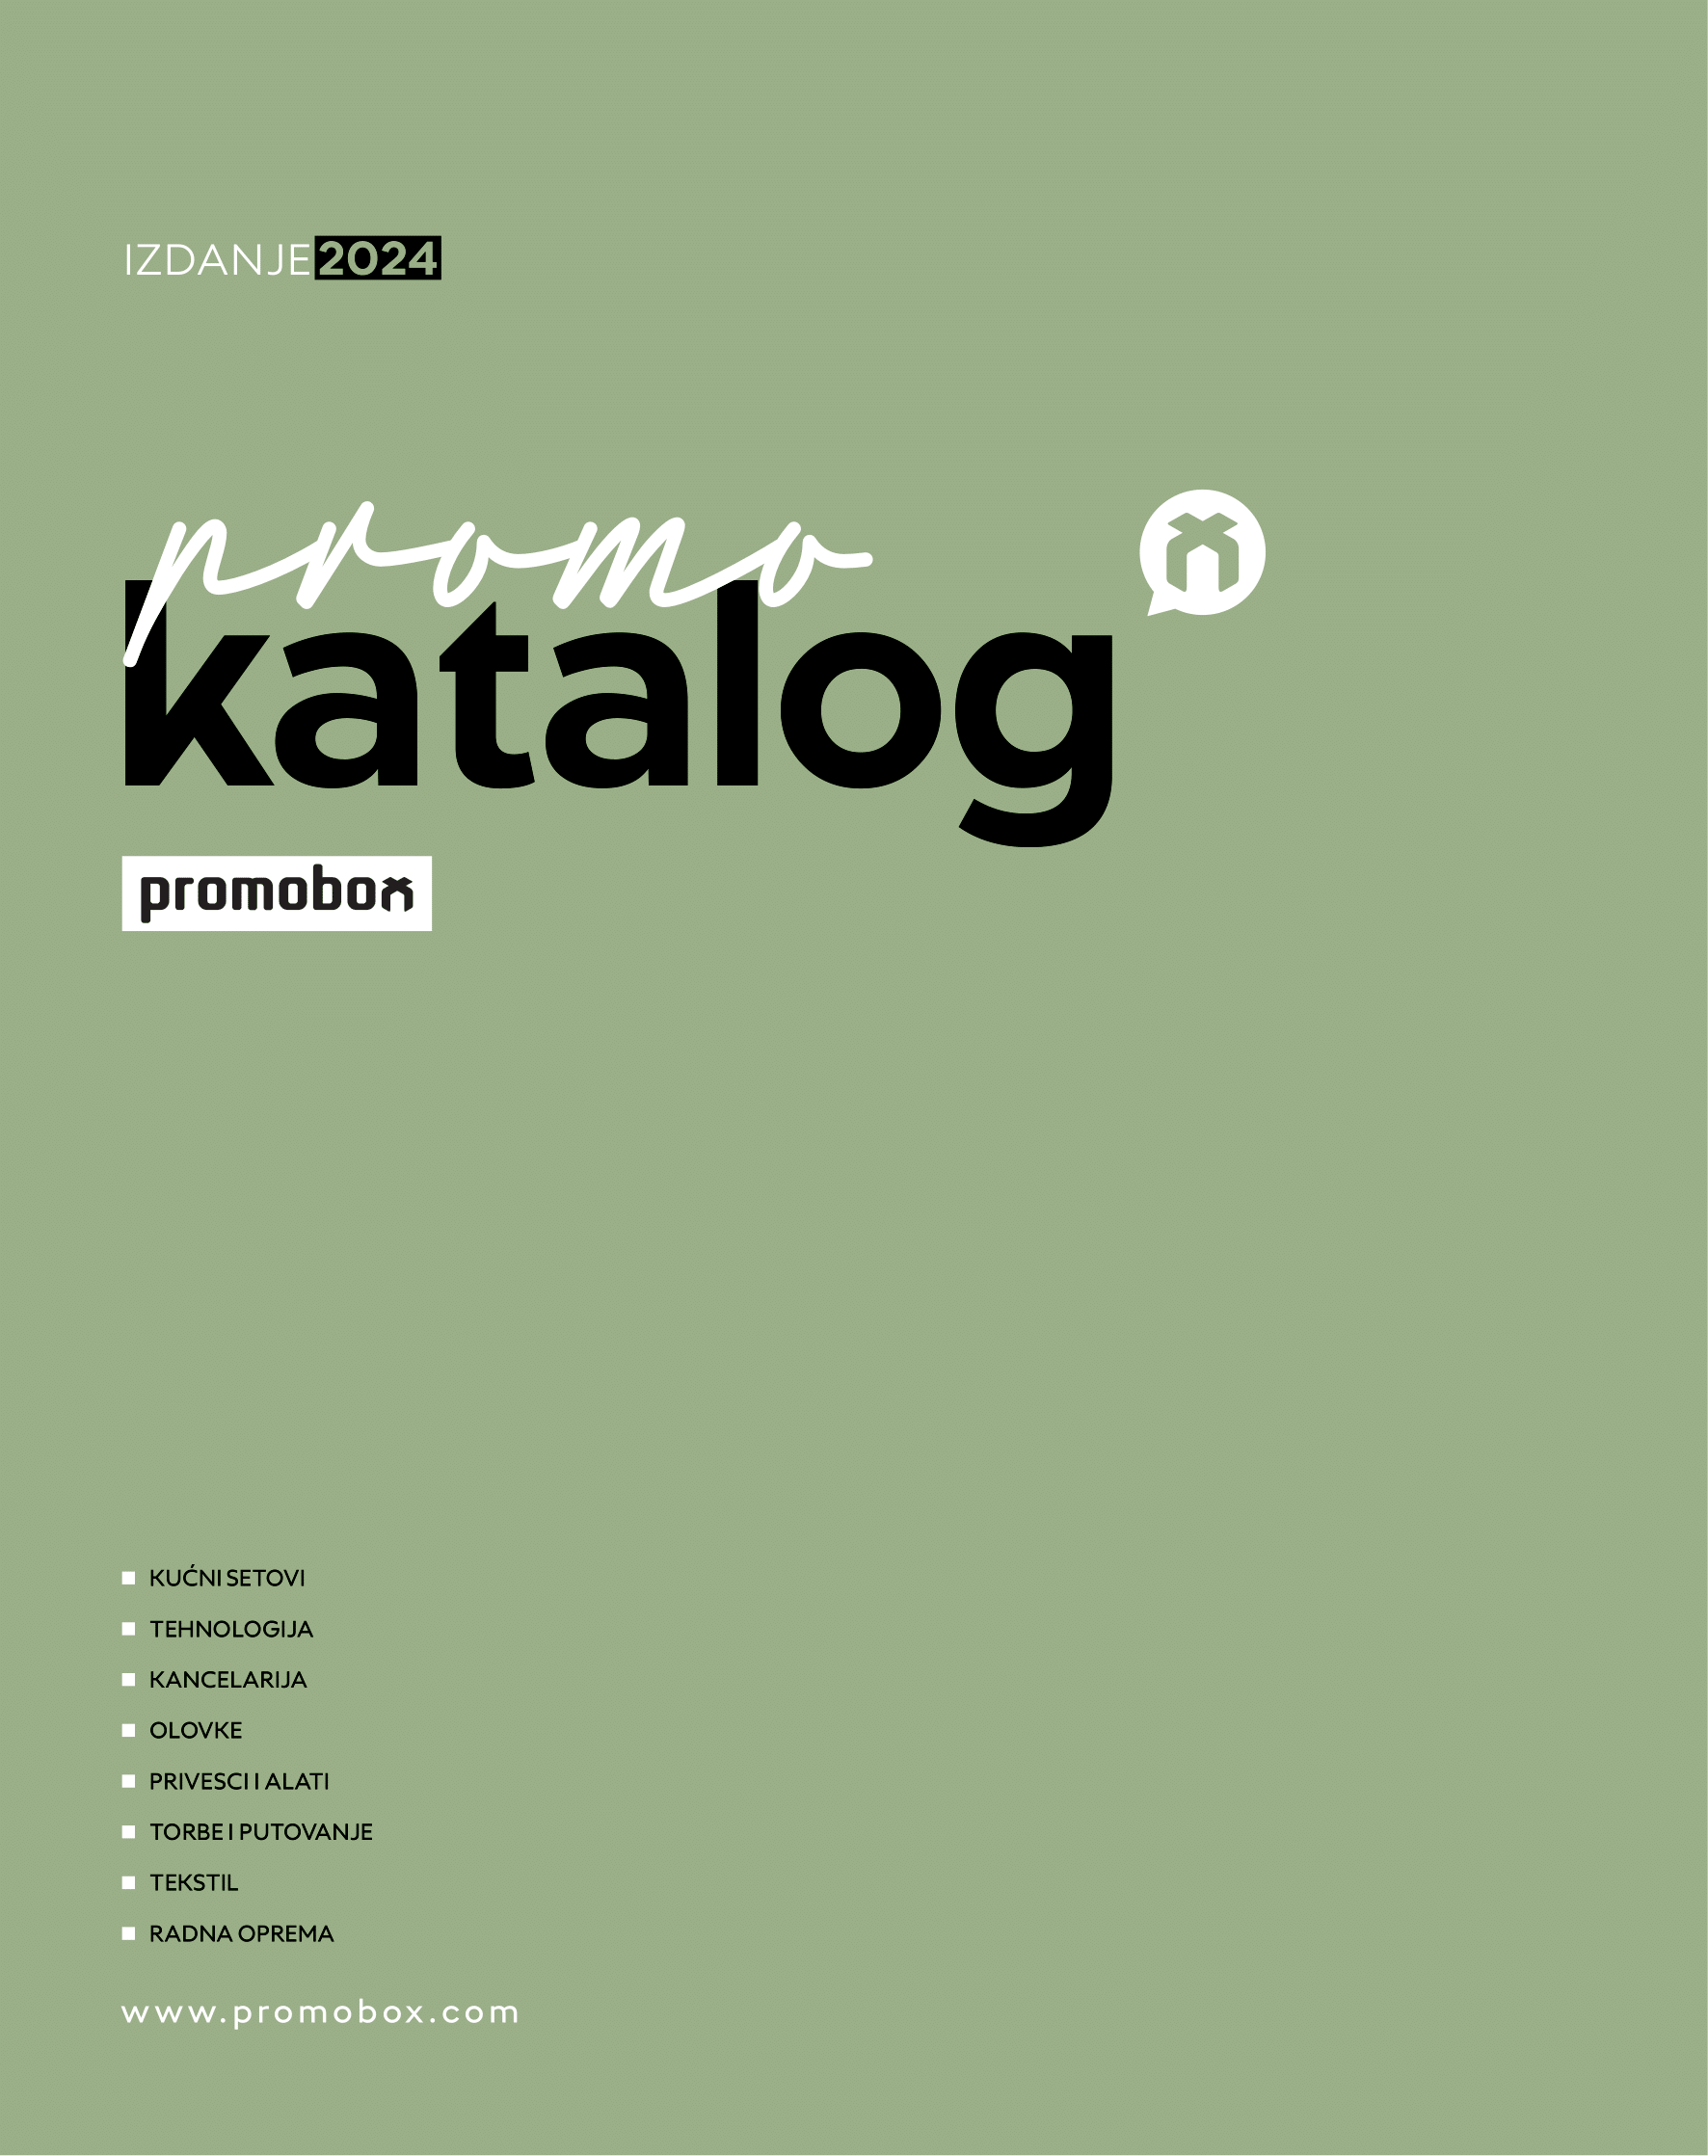 IZDANJE 2024
promo
katalog
promobox
KUĆNI SETOVI
TEHNOLOGIJA
KANCELARIJA
OLOVKE
PRIVESCI I ALATI
TORBE I PUTOVANJE
TEKSTIL
RADNA OPREMA
www.promobox.com